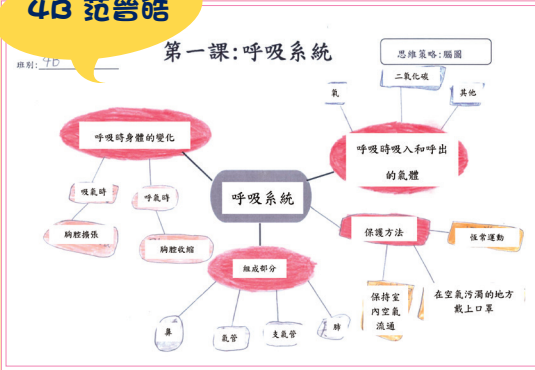 4B 范晉皓
第一課:呼吸系統
班別: 4B
思維策略:腦圖
氧
二氧化碳
其他
呼吸時身體的變化
呼吸時吸入和呼出
的氣體
吸氣時
呼氣時
呼吸系統
胸腔擴張
胸腔收縮
保護方法
恆常運動
組成部分
保持室
內空氣
流通
在空氣污濁的地方
戴上口罩
鼻
氣管
支氣管
肺